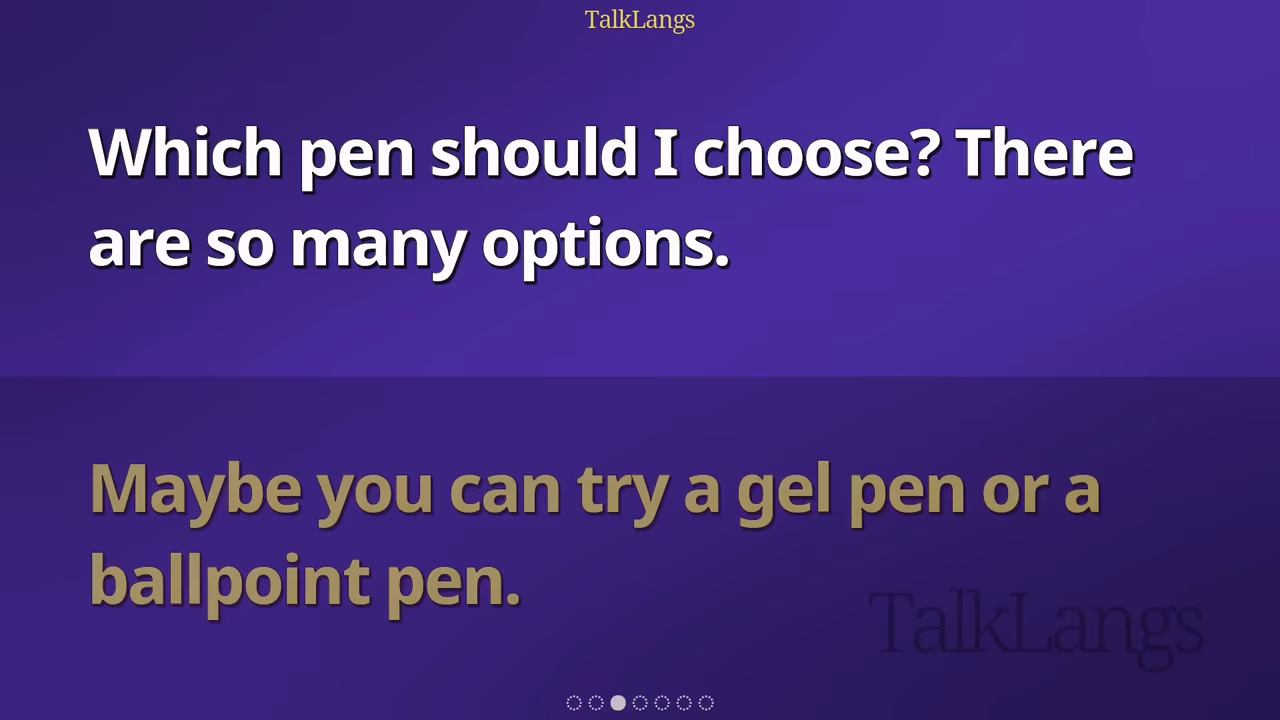 TalkLangs
Which pen should I choose? There
are so many options.
Maybe you can try a gel pen or a
ballpoint pen.
TalkLangs